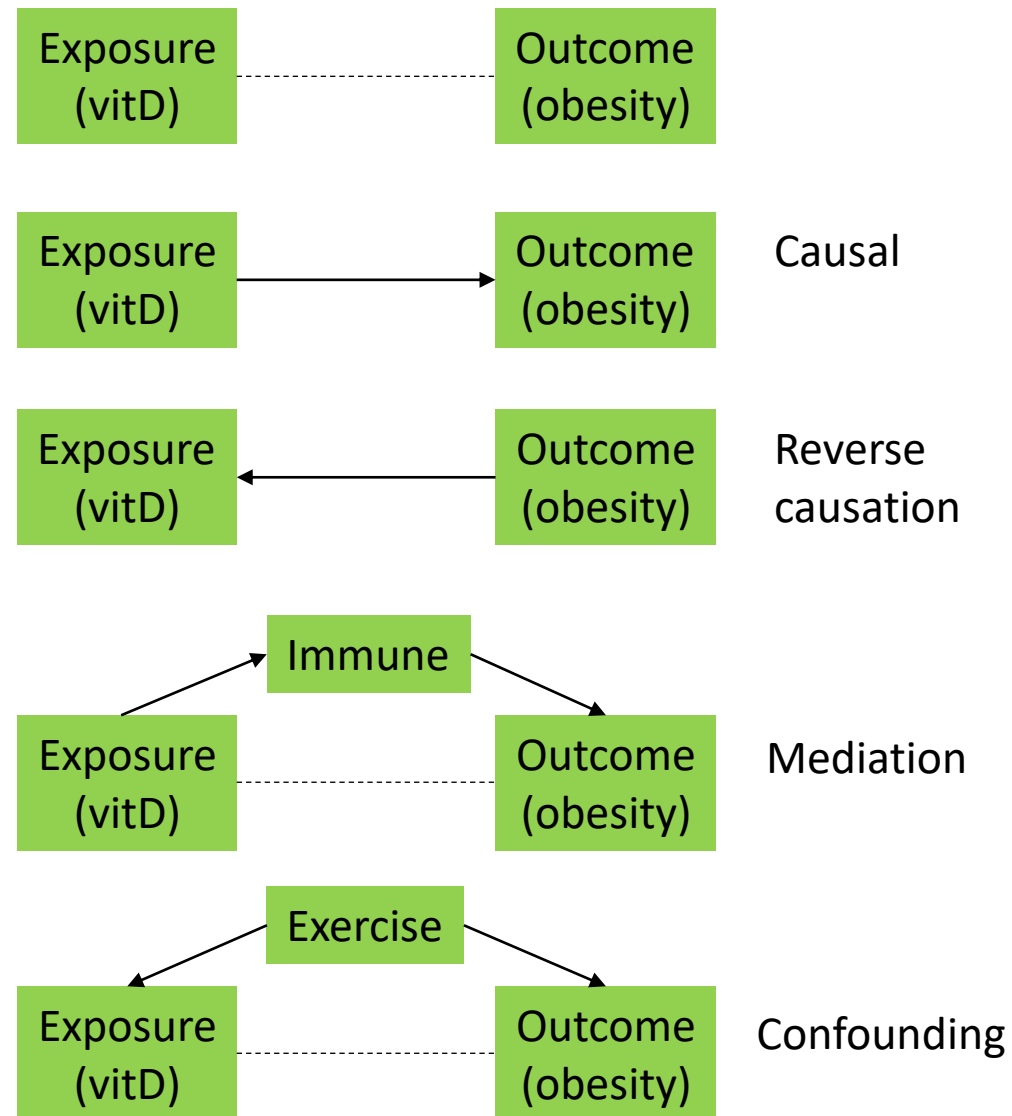 Exposure
(vitD)
Outcome
(obesity)
Exposure
(vitD)
Outcome
(obesity)
Causal
Exposure
(vitD)
Outcome
(obesity)
Reverse
causation
Immune
Exposure
(vitD)
Outcome
(obesity)
Mediation
Exercise
Exposure
(vitD)
Outcome
(obesity)
Confounding